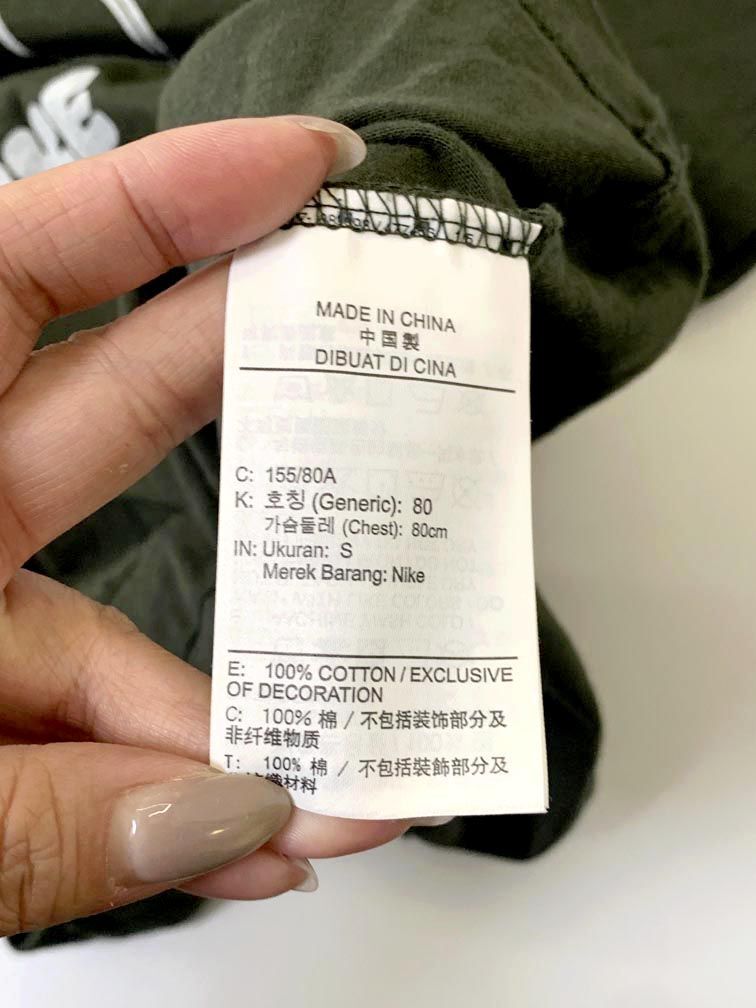 MADE IN CHINA
中国製
DIBUAT DI CINA
C: 155/80A
K: 호칭 (Generic): 80
가슴둘레 (Chest): 80cm
IN: Ukuran: S
Merek Barang: Nike
E: 100% COTTON / EXCLUSIVE
OF DECORATION
C: 100% 棉 / 不包括装饰部分及
非纤维物质
T: 100% 棉 / 不包括裝飾部分及
材料